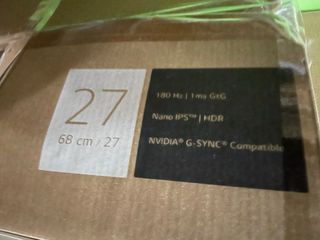 27
68 cm / 27
180 Hz | 1ms GtG
Nano IPS™ | HDR
NVIDIA® G-SYNC® Compatible